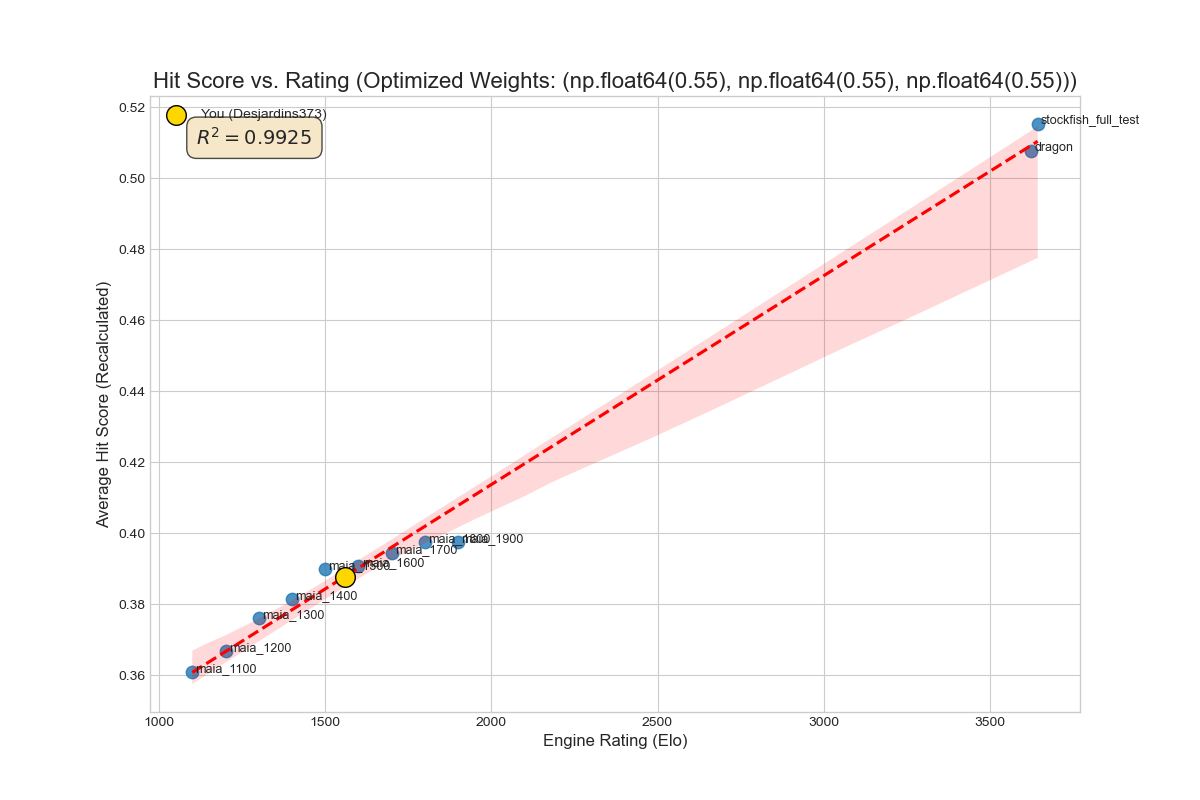 Hit Score vs. Rating (Optimized Weights: (np.float64(0.55), np.float64(0.55), np.float64(0.55)))
You (Desjardins373)
R² = 0.9925
0.52
0.50
0.48
0.46
0.44
0.42
0.40
0.38
0.36
Average Hit Score (Recalculated)
stockfish_full_test
dragon
maia_1800
maia_1900
maia_1700
maia_1600
maia_1500
maia_1400
maia_1300
maia_1200
maia_1100
1000
1500
2000
2500
3000
3500
Engine Rating (Elo)